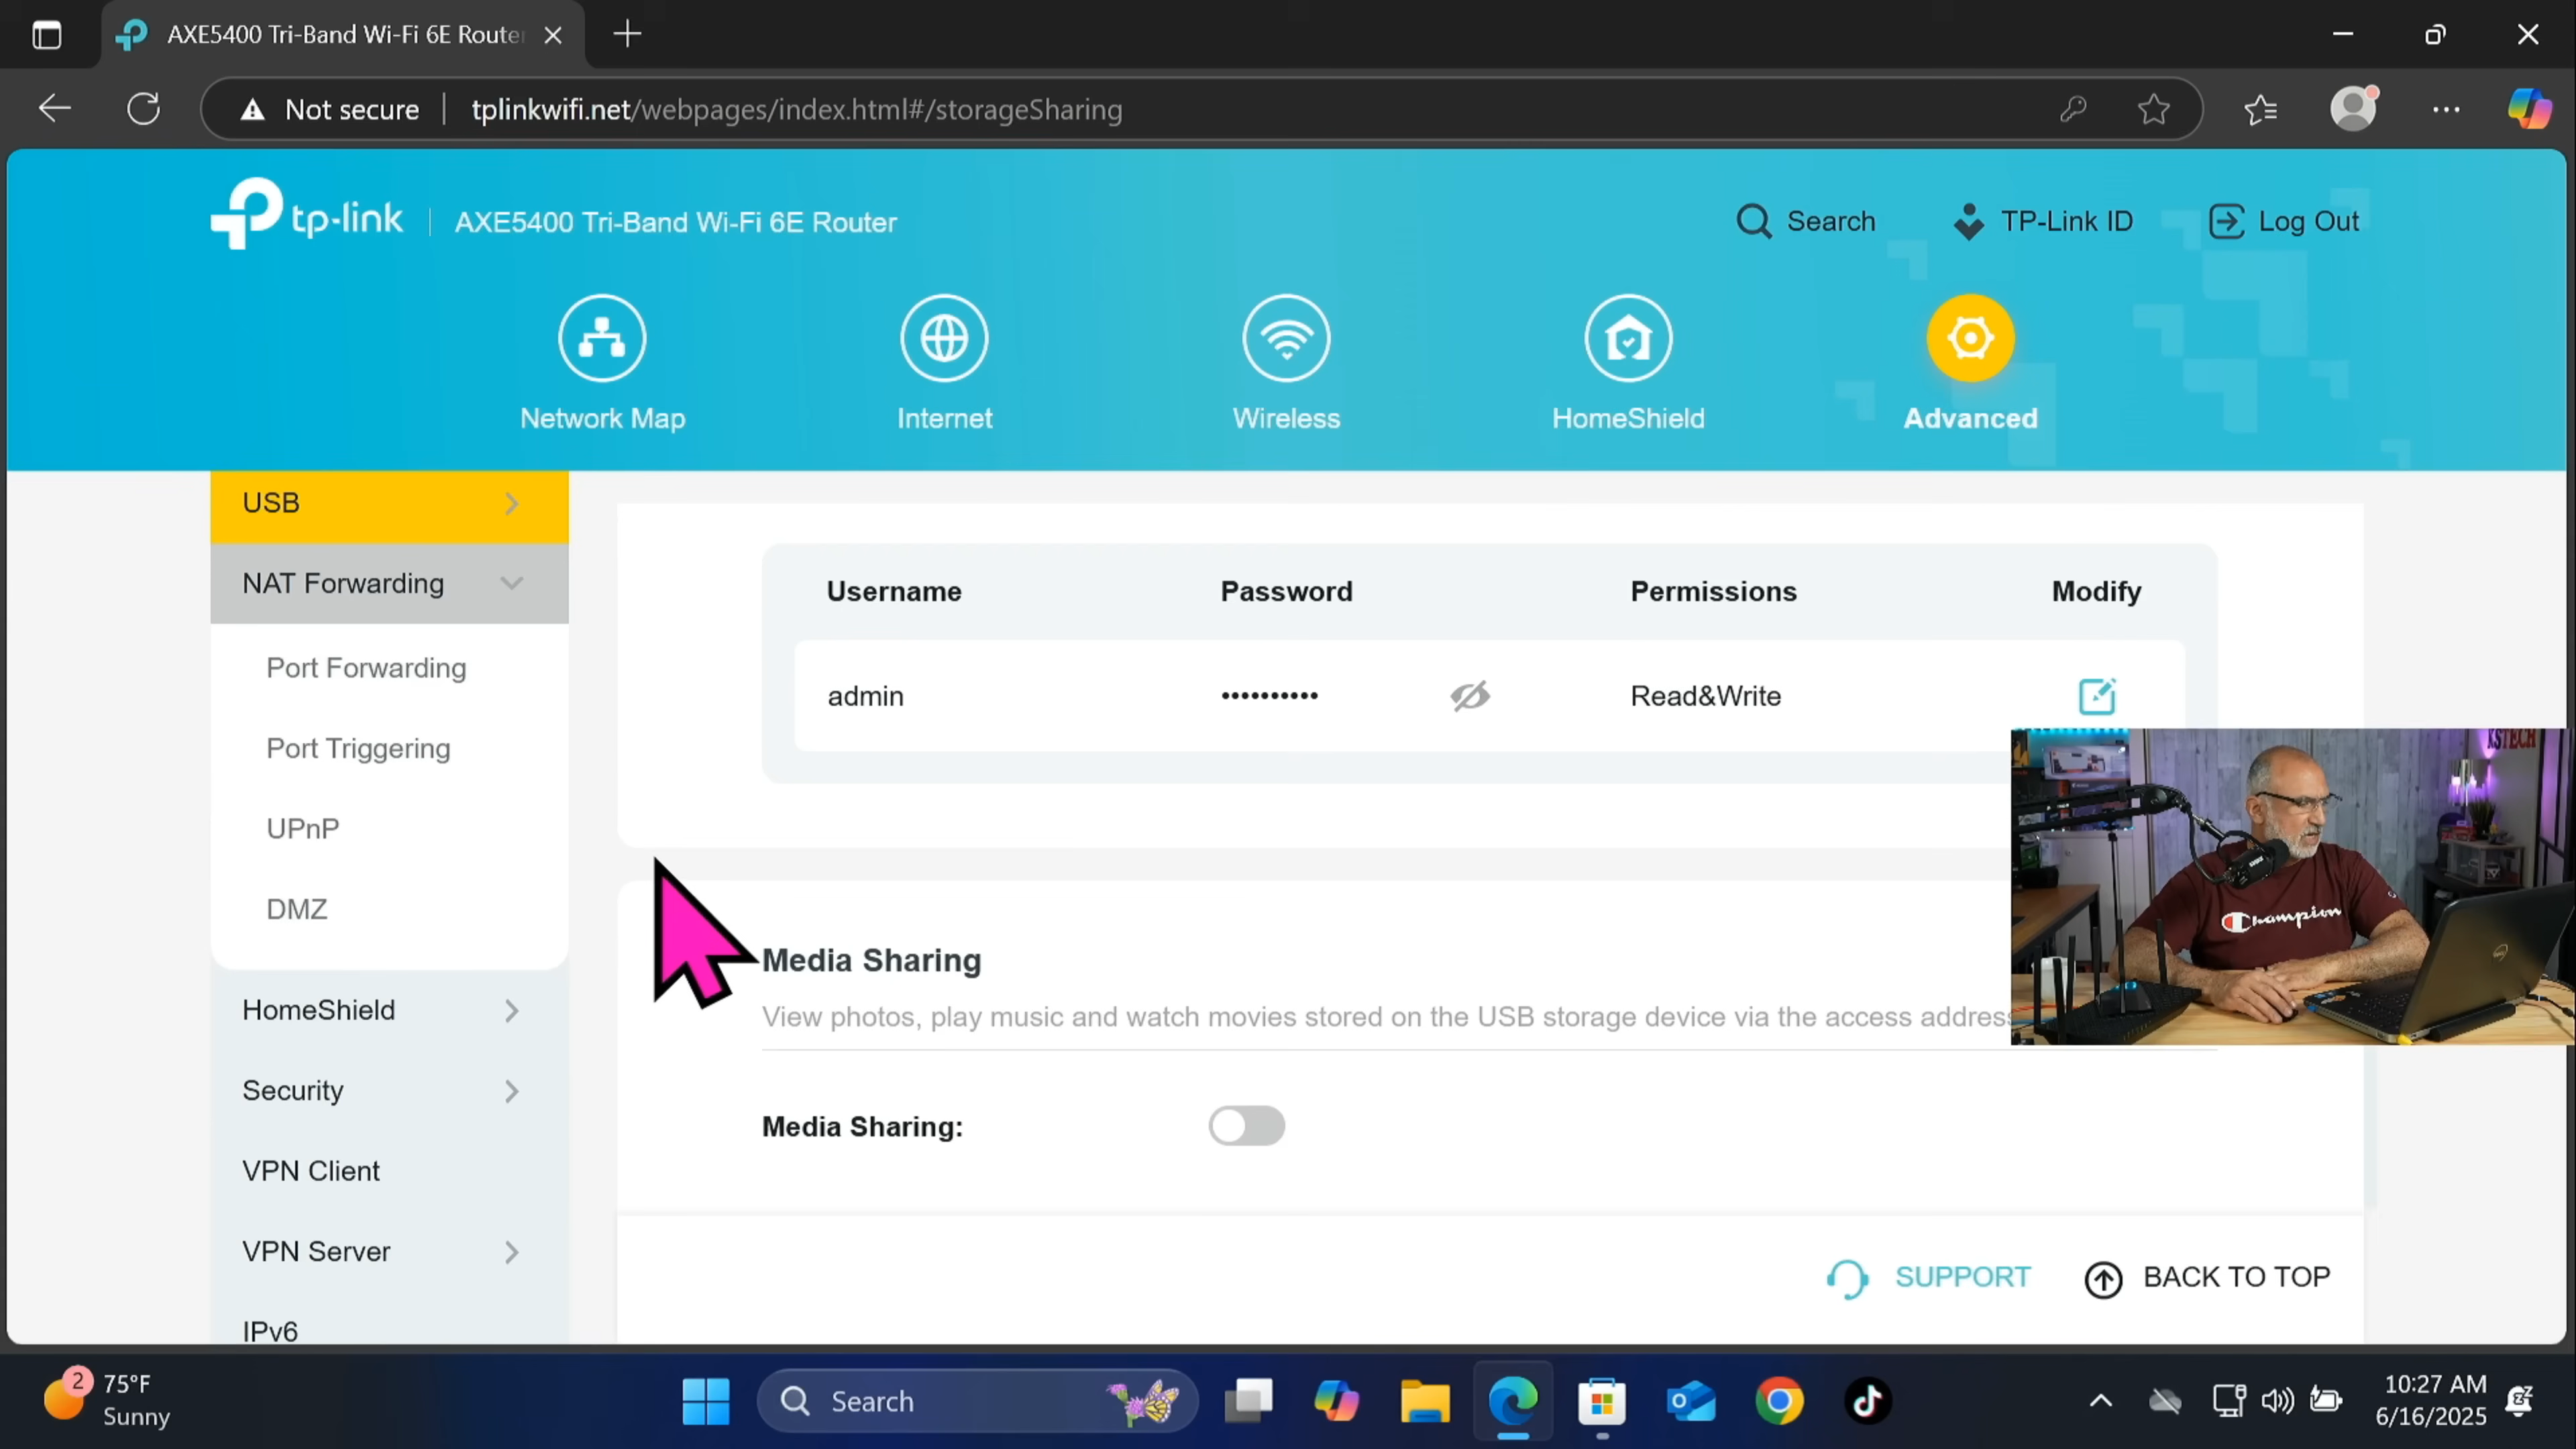 AXE5400 Tri-Band Wi-Fi 6E Route
Not secure
tplinkwifi.net/webpages/index.html#/storageSharing
tp-link
AXE5400 Tri-Band Wi-Fi 6E Router
Search
TP-Link ID
Log Out
Network Map
Internet
Wireless
HomeShield
Advanced
USB
NAT Forwarding
Port Forwarding
Port Triggering
UPnP
DMZ
HomeShield
Security
VPN Client
VPN Server
IPv6
Username Password Permissions Modify
admin •••••••••• Read&Write
KSTECH
Champion
Media Sharing
View photos, play music and watch movies stored on the USB storage device via the access address
Media Sharing:
SUPPORT
BACK TO TOP
2
75°F
Sunny
Search
10:27 AM
6/16/2025